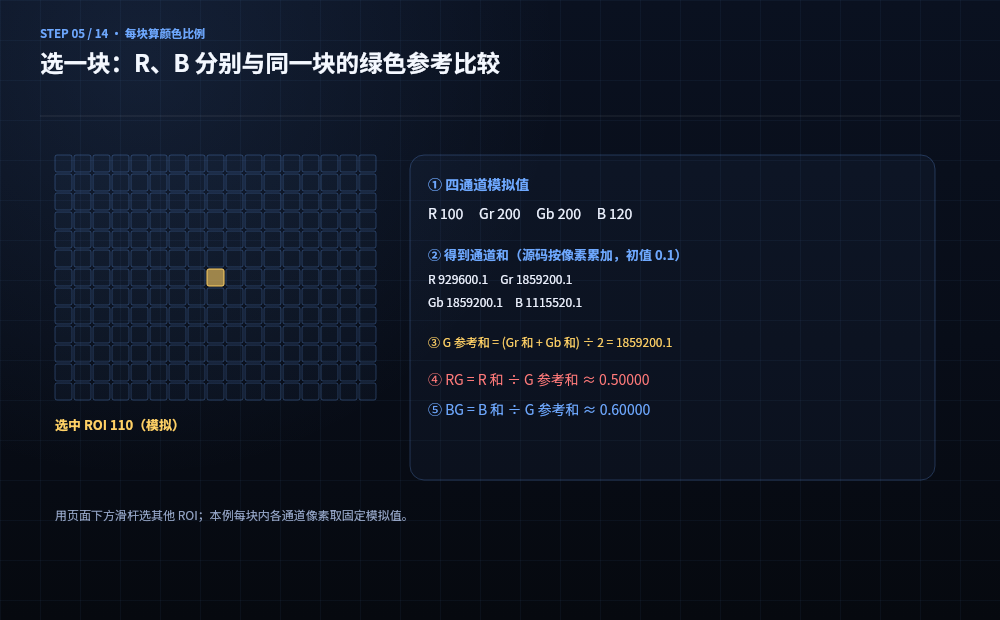 STEP 05 / 14 · 每块算颜色比例
选一块：R、B 分别与同一块的绿色参考比较
① 四通道模拟值
R 100 Gr 200 Gb 200 B 120
② 得到通道和（源码按像素累加，初值 0.1）
R 929600.1 Gr 1859200.1
Gb 1859200.1 B 1115520.1
③ G 参考和 = (Gr 和 + Gb 和) ÷ 2 = 1859200.1
④ RG = R 和 ÷ G 参考和 ≈ 0.50000
⑤ BG = B 和 ÷ G 参考和 ≈ 0.60000
选中 ROI 110（模拟）
用页面下方滑杆选其他 ROI；本例每块内各通道像素取固定模拟值。